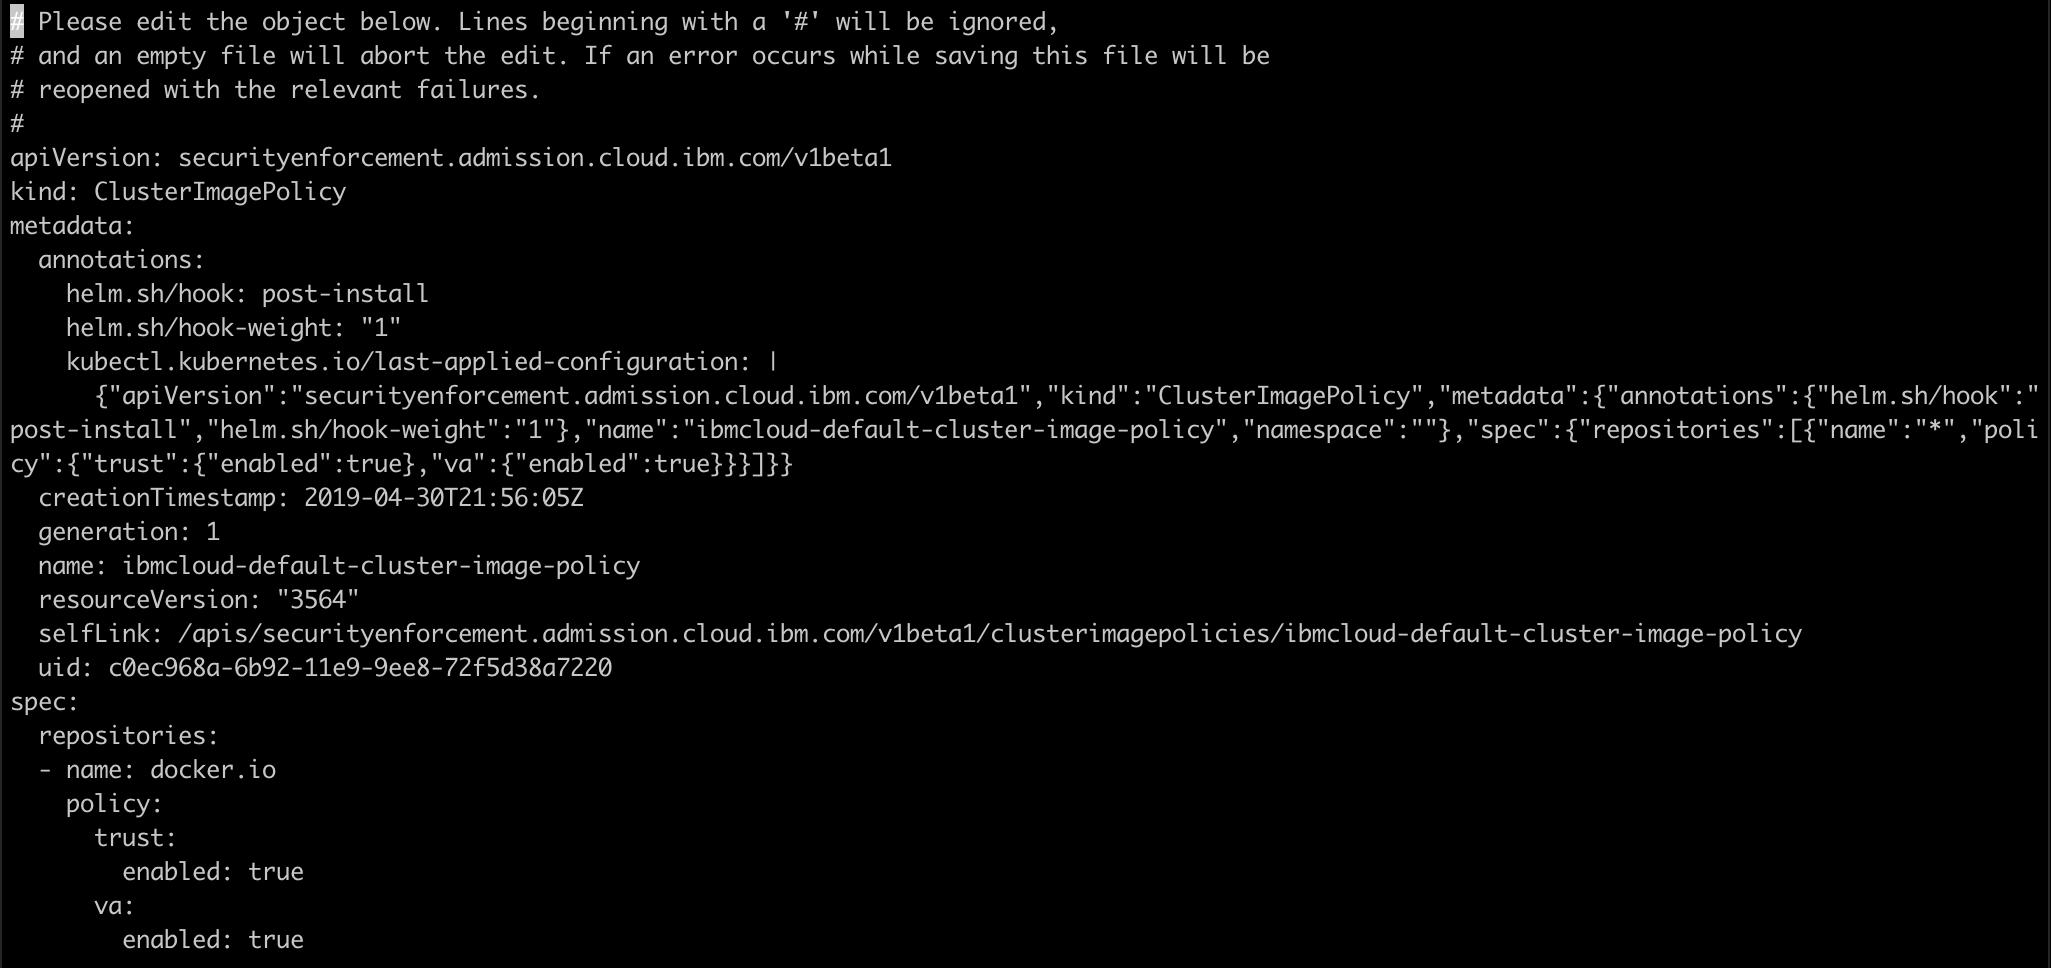 # Please edit the object below. Lines beginning with a '#' will be ignored,
# and an empty file will abort the edit. If an error occurs while saving this file will be
# reopened with the relevant failures.
#
apiVersion: securityenforcement.admission.cloud.ibm.com/v1beta1
kind: ClusterImagePolicy
metadata:
  annotations:
    helm.sh/hook: post-install
    helm.sh/hook-weight: "1"
    kubectl.kubernetes.io/last-applied-configuration: |
      {"apiVersion":"securityenforcement.admission.cloud.ibm.com/v1beta1","kind":"ClusterImagePolicy","metadata":{"annotations":{"helm.sh/hook":"
post-install","helm.sh/hook-weight":"1"},"name":"ibmcloud-default-cluster-image-policy","namespace":""},"spec":{"repositories":[{"name":"*","poli
cy":{"trust":{"enabled":true},"va":{"enabled":true}}}]}}
  creationTimestamp: 2019-04-30T21:56:05Z
  generation: 1
  name: ibmcloud-default-cluster-image-policy
  resourceVersion: "3564"
  selfLink: /apis/securityenforcement.admission.cloud.ibm.com/v1beta1/clusterimagepolicies/ibmcloud-default-cluster-image-policy
  uid: c0ec968a-6b92-11e9-9ee8-72f5d38a7220
spec:
  repositories:
  - name: docker.io
    policy:
      trust:
        enabled: true
      va:
        enabled: true